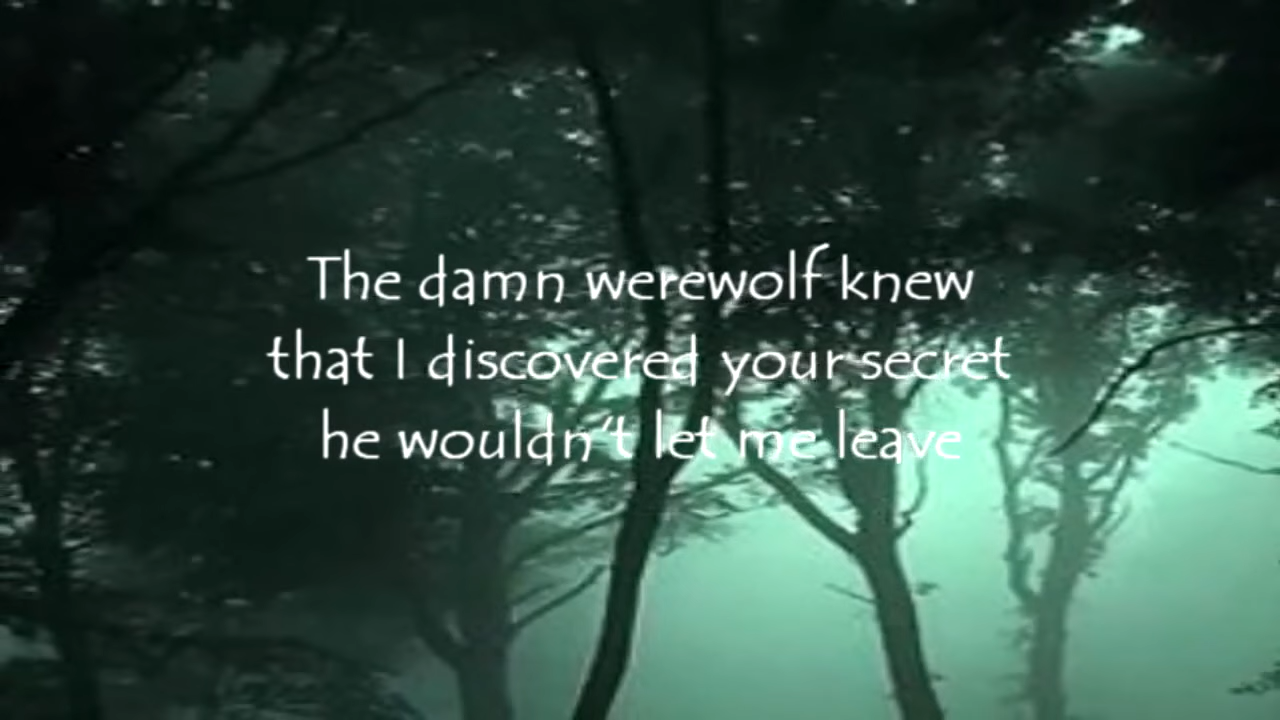 The damn werewolf knew
that I discovered your secret
he wouldn't let me leave